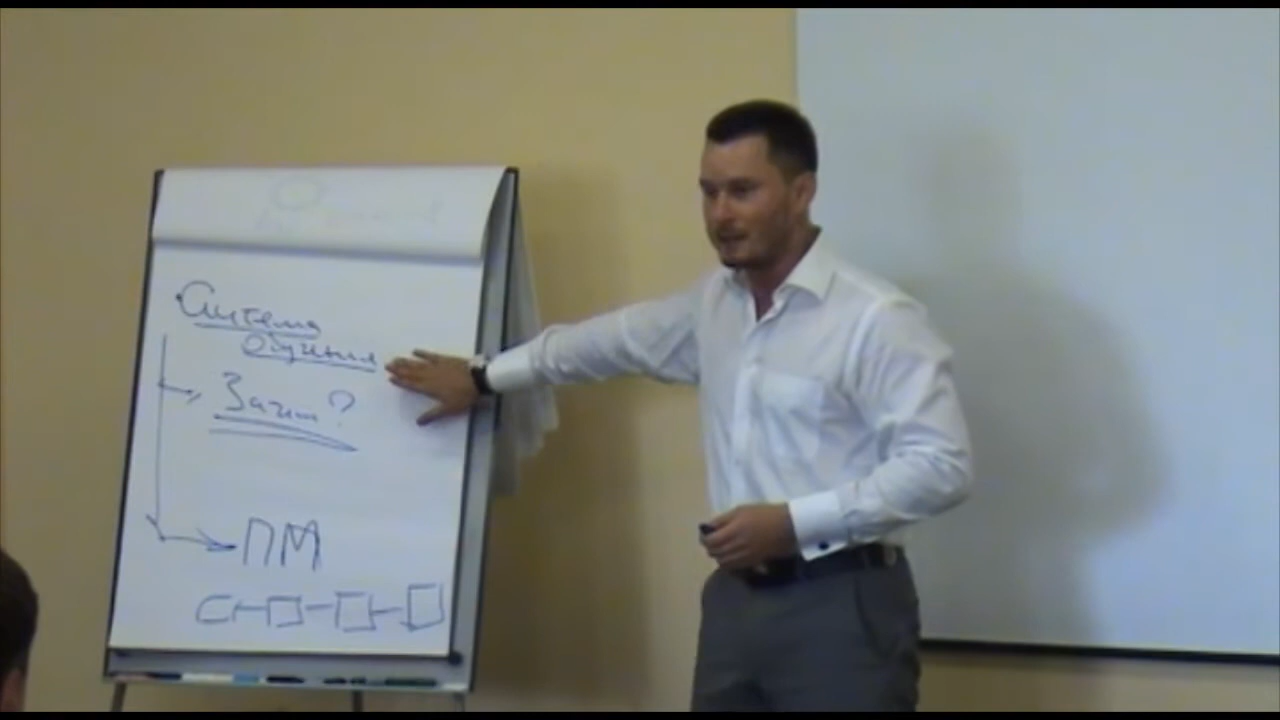 Система
обучения
Зачем?
ПМ